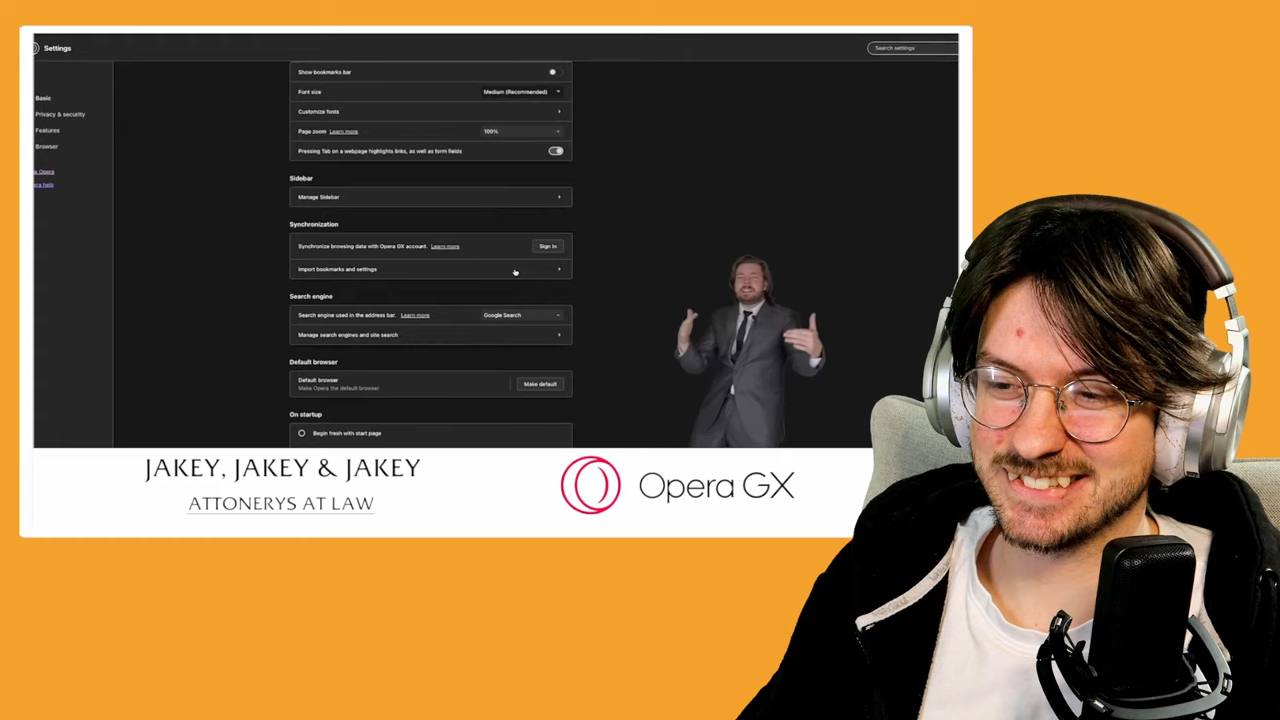 Settings
Search settings
Basic
Privacy & security
Features
Browser
Opera
help
Show bookmarks bar
Font size
Medium (Recommended)
Customize fonts
Page zoom Learn more
100%
Pressing Tab on a webpage highlights links, as well as form fields
Sidebar
Manage Sidebar
Synchronization
Synchronize browsing data with Opera GX account. Learn more
Sign In
Import bookmarks and settings
Search engine
Search engine used in the address bar. Learn more
Google Search
Manage search engines and site search
Default browser
Default browser
Make Opera the default browser
Make default
On startup
Begin fresh with start page
JAKEY, JAKEY & JAKEY
ATTONERYS AT LAW
Opera GX